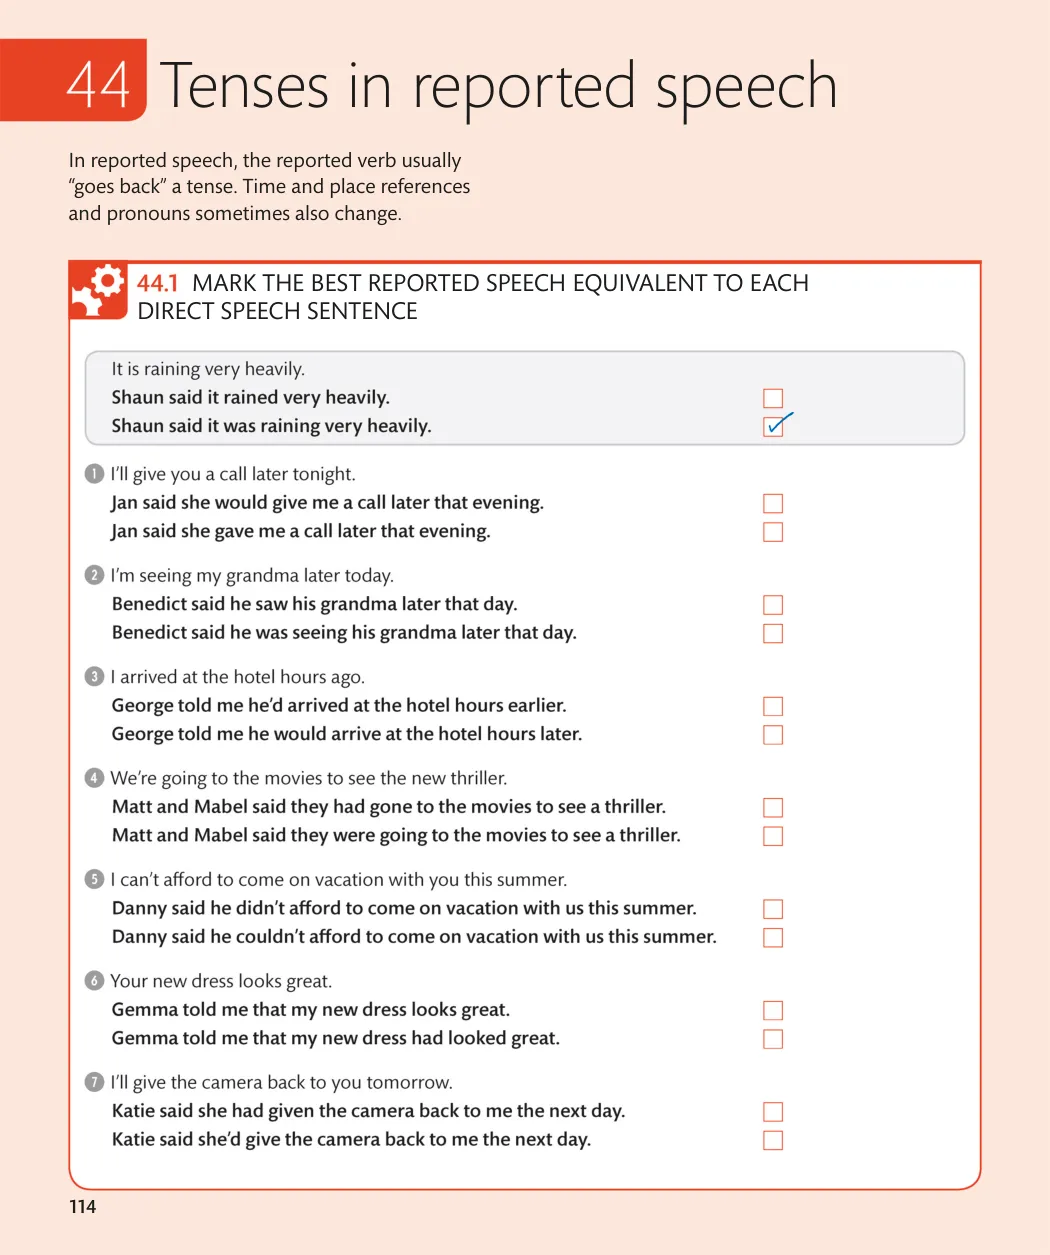 44 Tenses in reported speech
In reported speech, the reported verb usually
“goes back” a tense. Time and place references
and pronouns sometimes also change.
44.1 MARK THE BEST REPORTED SPEECH EQUIVALENT TO EACH
DIRECT SPEECH SENTENCE
It is raining very heavily.
Shaun said it rained very heavily.
Shaun said it was raining very heavily.
1 I’ll give you a call later tonight.
Jan said she would give me a call later that evening.
Jan said she gave me a call later that evening.
2 I’m seeing my grandma later today.
Benedict said he saw his grandma later that day.
Benedict said he was seeing his grandma later that day.
3 I arrived at the hotel hours ago.
George told me he’d arrived at the hotel hours earlier.
George told me he would arrive at the hotel hours later.
4 We’re going to the movies to see the new thriller.
Matt and Mabel said they had gone to the movies to see a thriller.
Matt and Mabel said they were going to the movies to see a thriller.
5 I can’t afford to come on vacation with you this summer.
Danny said he didn’t afford to come on vacation with us this summer.
Danny said he couldn’t afford to come on vacation with us this summer.
6 Your new dress looks great.
Gemma told me that my new dress looks great.
Gemma told me that my new dress had looked great.
7 I’ll give the camera back to you tomorrow.
Katie said she had given the camera back to me the next day.
Katie said she’d give the camera back to me the next day.
114